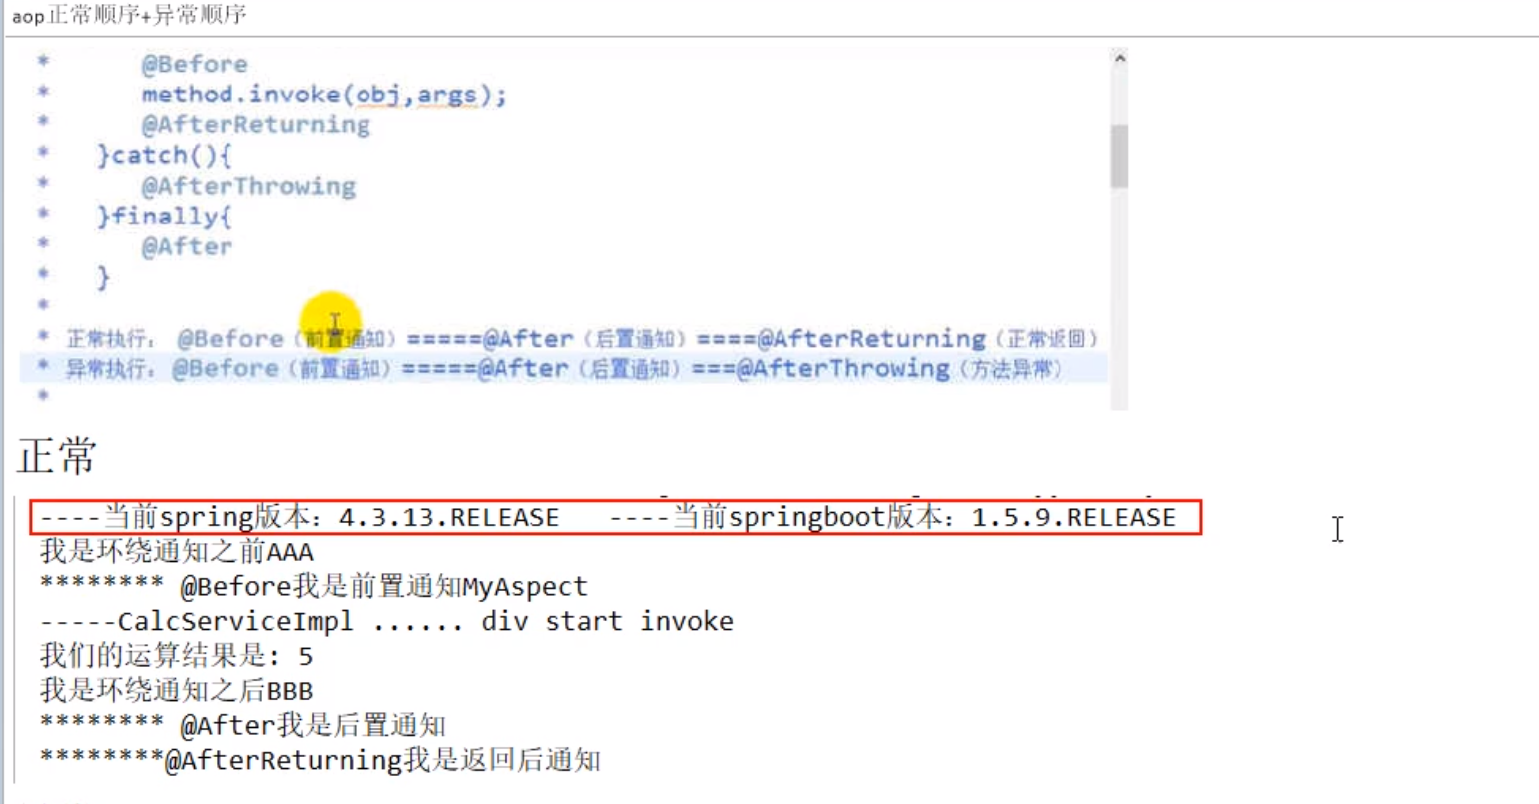 aop正常顺序+异常顺序
* @Before
* method.invoke(obj,args);
* @AfterReturning
* }catch(){
* @AfterThrowing
* }finally{
* @After
* }
*
* 正常执行： @Before（前置通知）=====@After（后置通知）====@AfterReturning（正常返回）
* 异常执行：@Before（前置通知）=====@After（后置通知）===@AfterThrowing（方法异常）
*
正常
----当前spring版本：4.3.13.RELEASE ----当前springboot版本：1.5.9.RELEASE
我是环绕通知之前AAA
******** @Before我是前置通知MyAspect
-----CalcServiceImpl ...... div start invoke
我们的运算结果是: 5
我是环绕通知之后BBB
******** @After我是后置通知
********@AfterReturning我是返回后通知